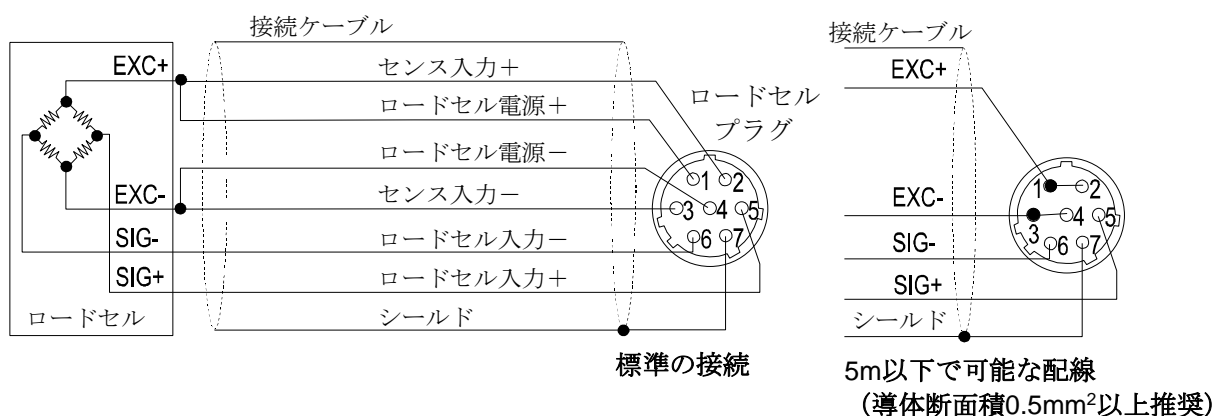 接続ケーブル
EXC+
センス入力+
ロードセル電源+
ロードセル
プラグ
ロードセル電源-
EXC-
センス入力-
SIG-
ロードセル入力-
SIG+
ロードセル入力+
ロードセル
シールド
1
2
3
4
5
6
7
標準の接続
接続ケーブル
EXC+
EXC-
SIG-
SIG+
シールド
1
2
3
4
5
6
7
5m以下で可能な配線
(導体断面積0.5mm²以上推奨)